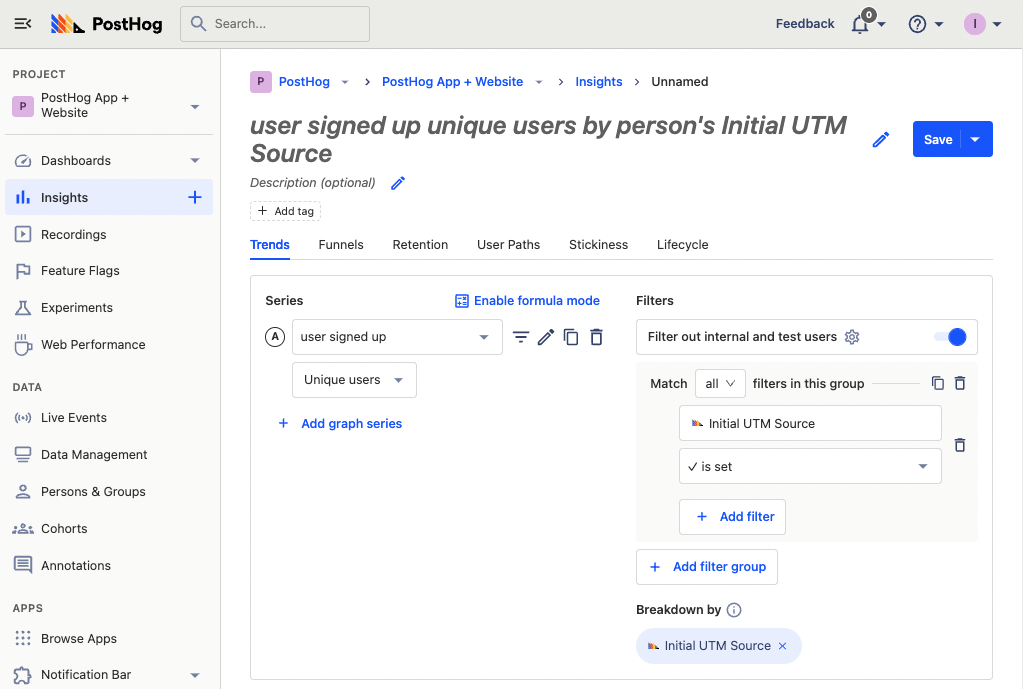 PostHog
Search...
Feedback
0
I
PROJECT
P
PostHog App +
Website
Dashboards
Insights
Recordings
Feature Flags
Experiments
Web Performance
DATA
Live Events
Data Management
Persons & Groups
Cohorts
Annotations
APPS
Browse Apps
Notification Bar
P PostHog PostHog App + Website Insights Unnamed
user signed up unique users by person's Initial UTM
Source
Save
Description (optional)
+ Add tag
Trends Funnels Retention User Paths Stickiness Lifecycle
Series
Enable formula mode
A
user signed up
Unique users
+ Add graph series
Filters
Filter out internal and test users
Match all filters in this group
Initial UTM Source
✓ is set
+ Add filter
+ Add filter group
Breakdown by
Initial UTM Source ×